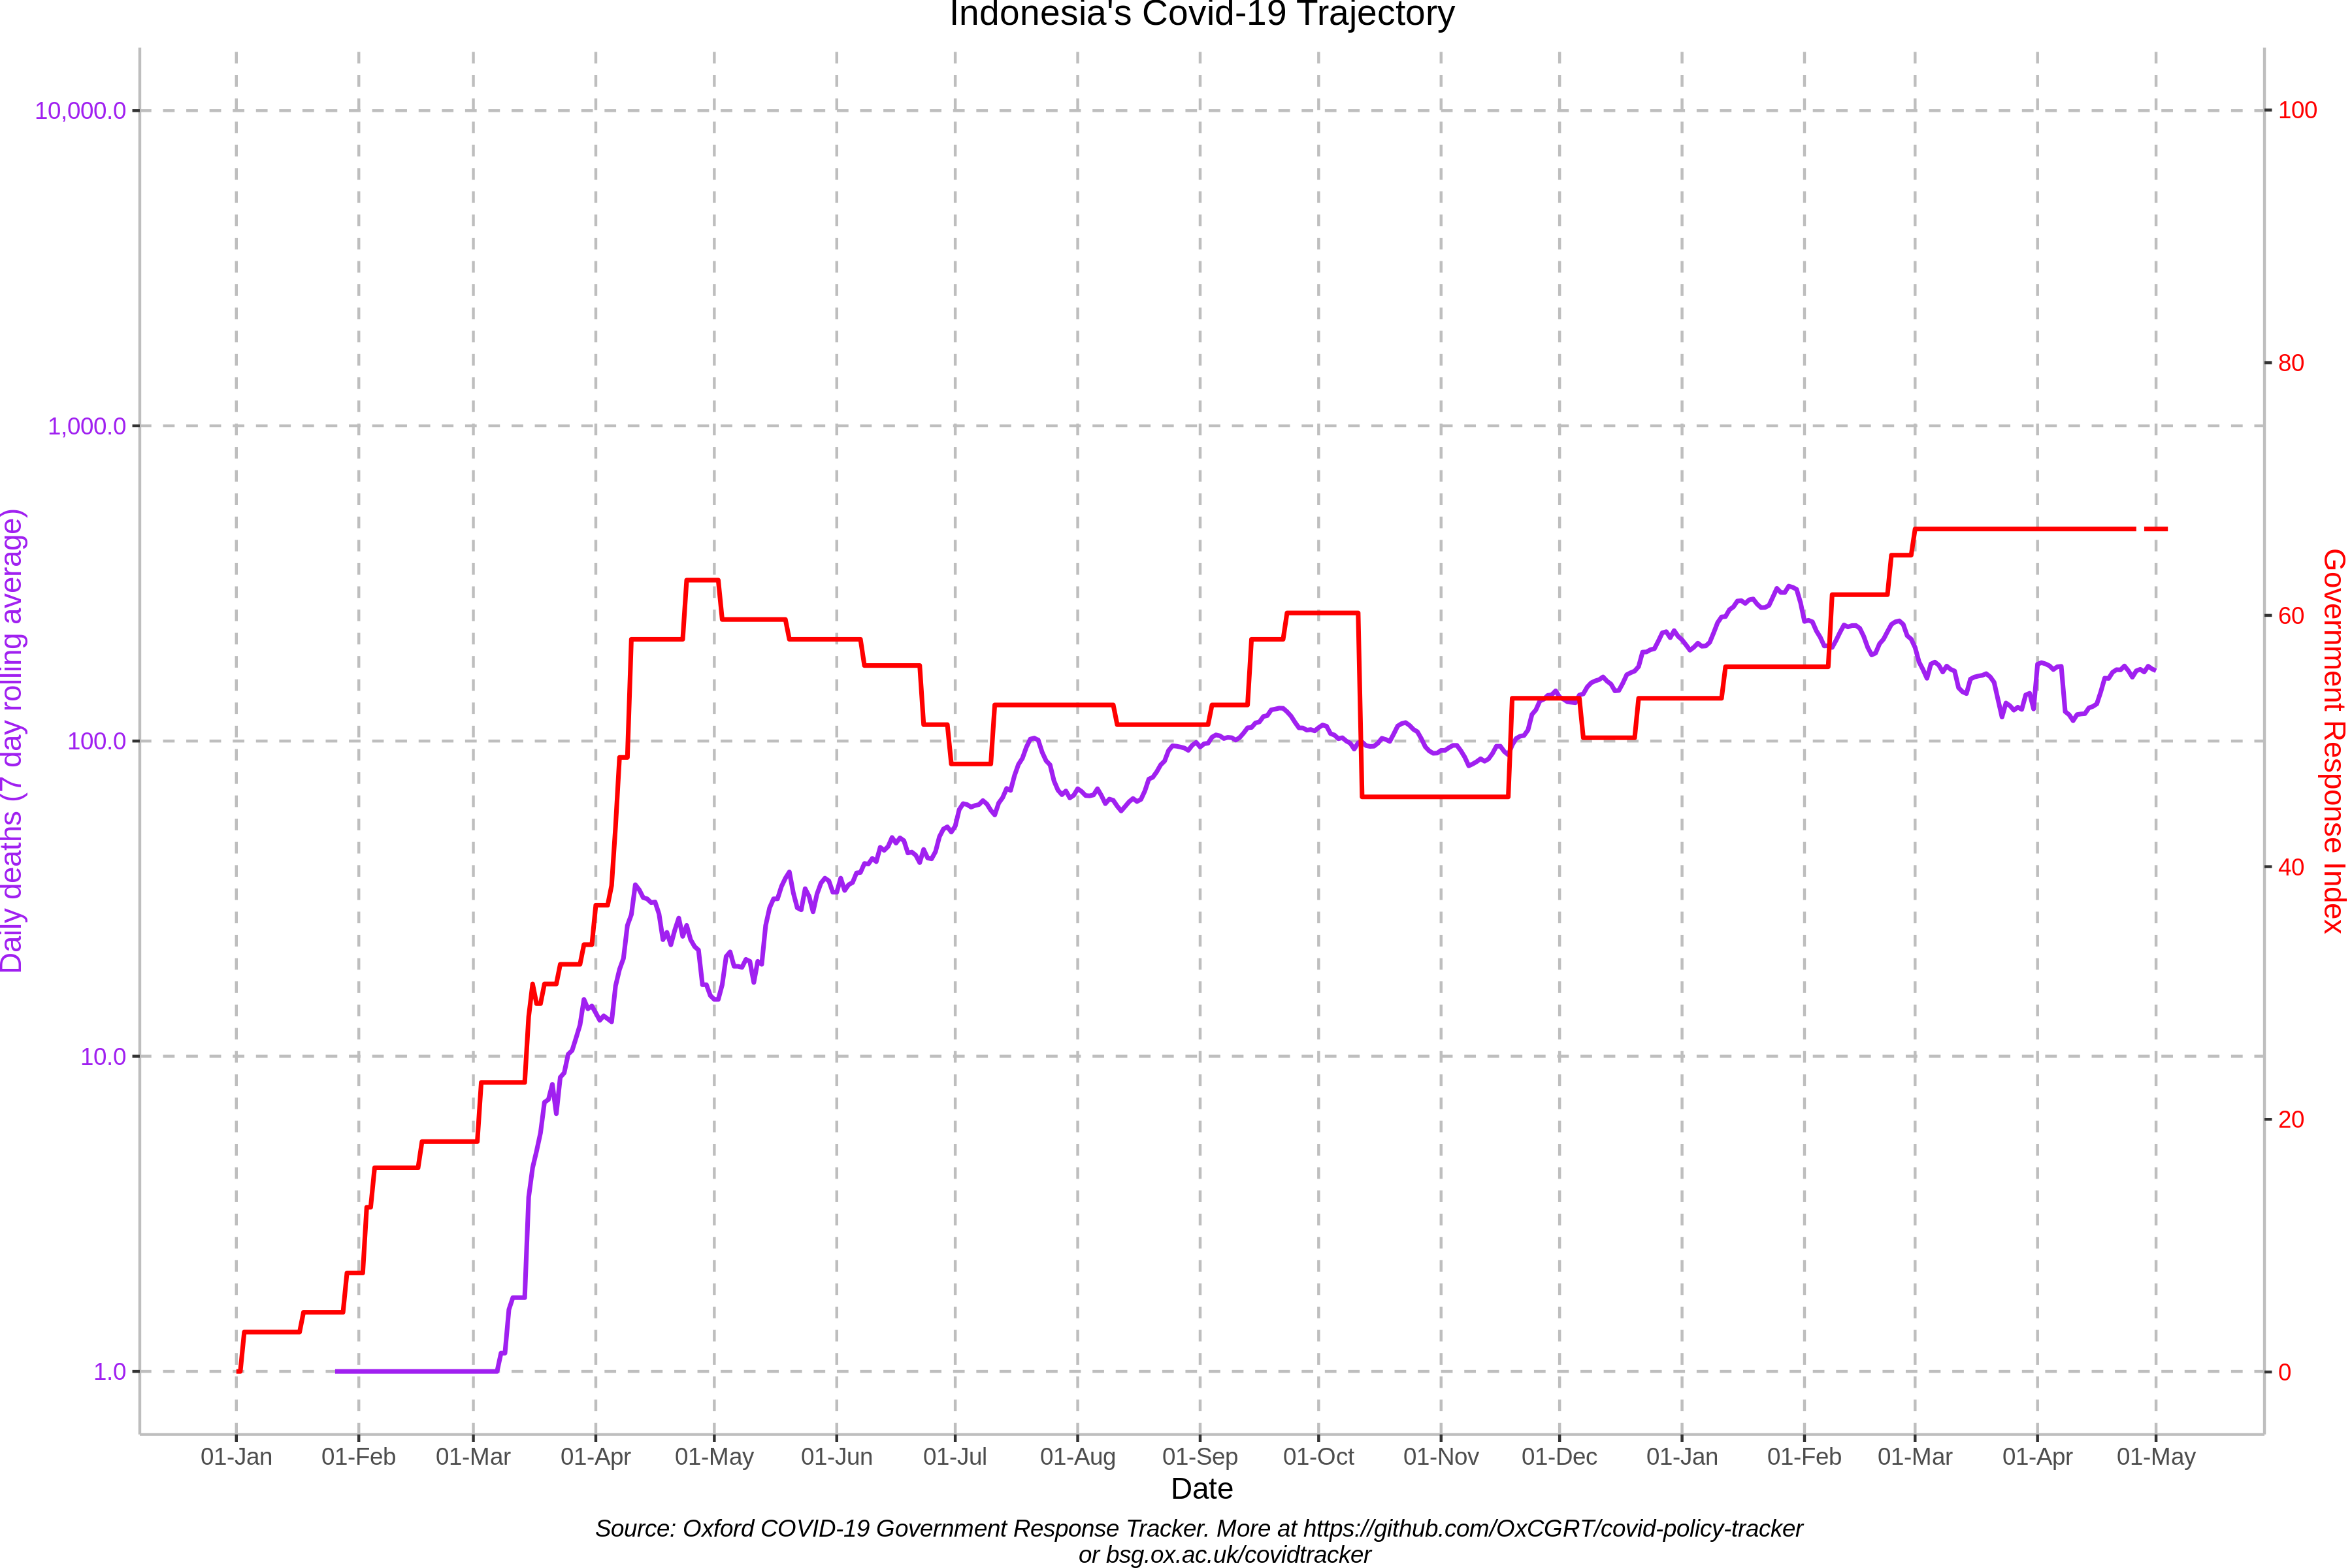 Indonesia's Covid-19 Trajectory
10,000.0
1,000.0
100.0
10.0
1.0
Daily deaths (7 day rolling average)
100
80
60
40
20
0
Government Response Index
01-Jan 01-Feb 01-Mar 01-Apr 01-May 01-Jun 01-Jul 01-Aug 01-Sep 01-Oct 01-Nov 01-Dec 01-Jan 01-Feb 01-Mar 01-Apr 01-May
Date
Source: Oxford COVID-19 Government Response Tracker. More at https://github.com/OxCGRT/covid-policy-tracker
or bsg.ox.ac.uk/covidtracker